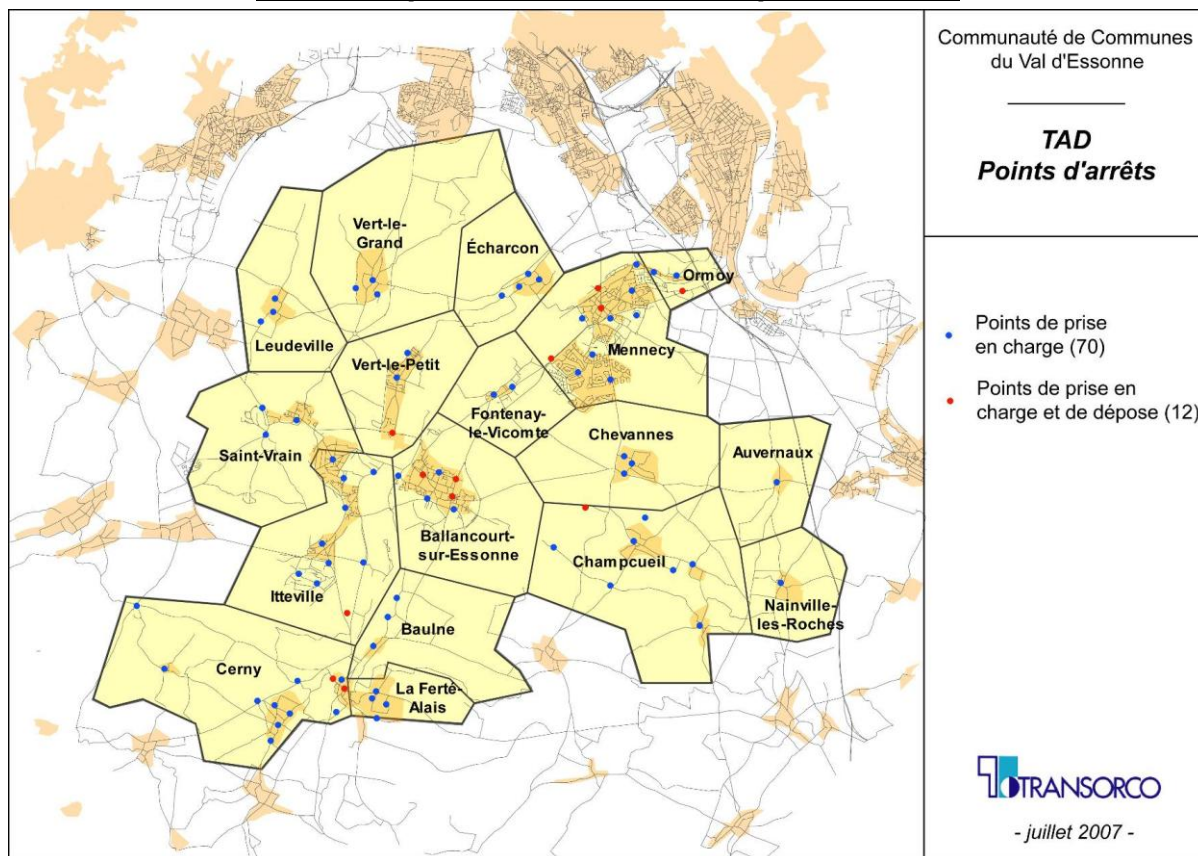 Communauté de Communes
du Val d'Essonne
TAD
Points d'arrêts
Points de prise
en charge (70)
Points de prise en
charge et de dépose (12)
TRANSORCO
- juillet 2007 -
Vert-le-
Grand
Écharcon
Ormoy
Leudeville
Vert-le-Petit
Mennecy
Fontenay-
le-Vicomte
Saint-Vrain
Chevannes
Auvernaux
Ballancourt-
sur-Essonne
Champcueil
Itteville
Nainville-
les-Roches
Baulne
Cerny
La Ferté-
Alais